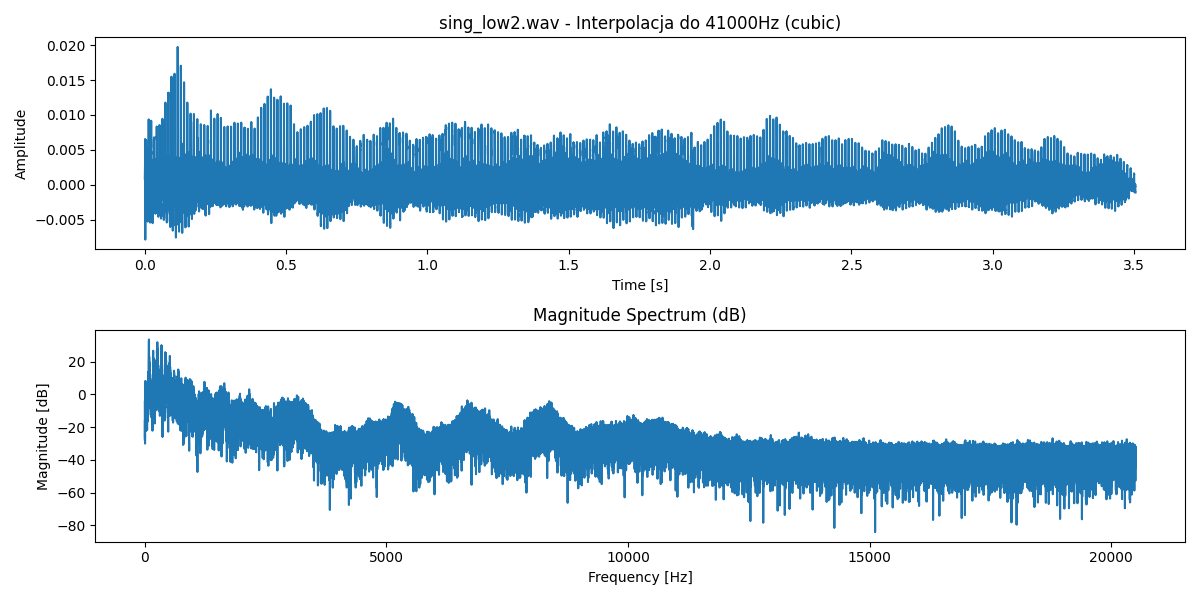 sing_low2.wav - Interpolacja do 41000Hz (cubic)
0.020
0.015
0.010
0.005
0.000
−0.005
Amplitude
0.0 0.5 1.0 1.5 2.0 2.5 3.0 3.5
Time [s]
Magnitude Spectrum (dB)
20
0
−20
−40
−60
−80
Magnitude [dB]
0 5000 10000 15000 20000
Frequency [Hz]